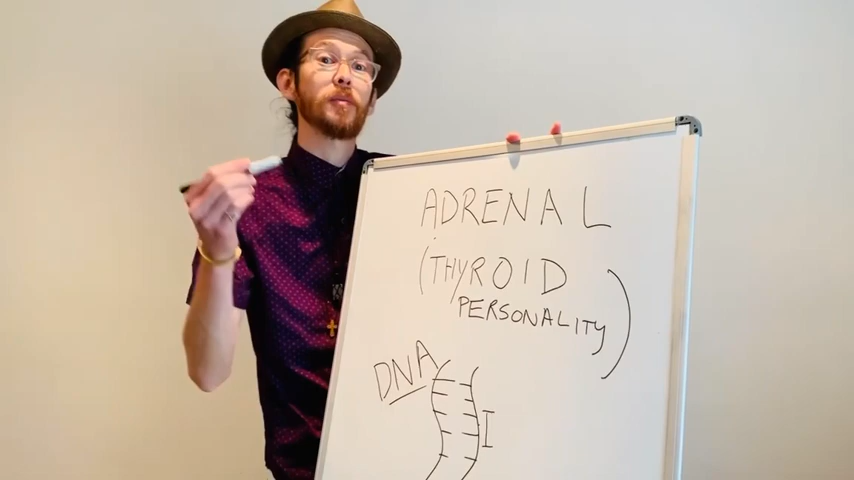 ADRENAL
(THYROID
PERSONALITY)
DNA
I